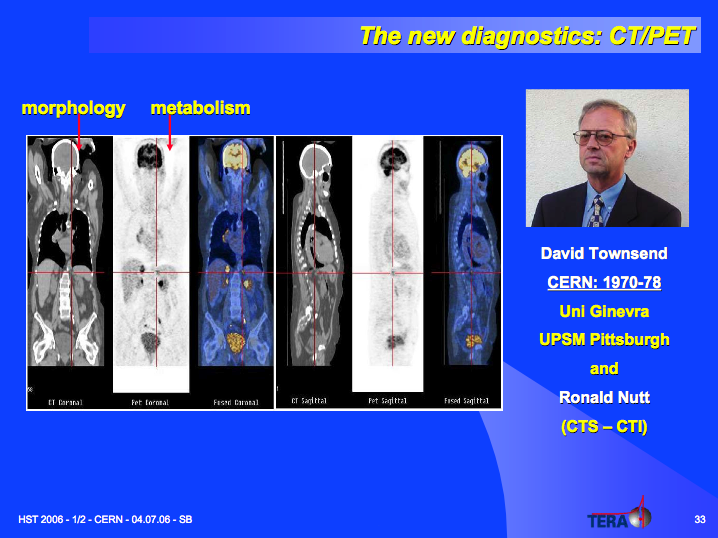 The new diagnostics: CT/PET
morphology metabolism
CT Coronal
Pet Coronal
Fused Coronal
CT Sagittal
Pet Sagittal
Fused Sagittal
David Townsend
CERN: 1970-78
Uni Ginevra
UPSM Pittsburgh
and
Ronald Nutt
(CTS – CTI)
HST 2006 - 1/2 - CERN - 04.07.06 - SB
TERA
33